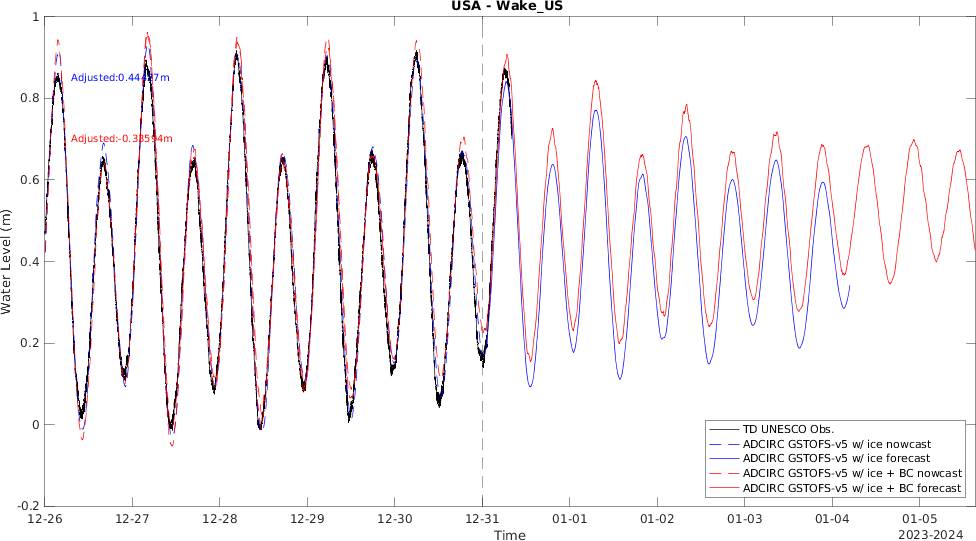 USA - Wake_US
1
0.8
0.6
0.4
0.2
0
-0.2
Water Level (m)
Adjusted:-0.33594m
12-26
12-27
12-28
12-29
12-30
12-31
01-01
01-02
01-03
01-04
01-05
Time
2023-2024
TD UNESCO Obs.
ADCIRC GSTOFS-v5 w/ ice nowcast
ADCIRC GSTOFS-v5 w/ ice forecast
ADCIRC GSTOFS-v5 w/ ice + BC nowcast
ADCIRC GSTOFS-v5 w/ ice + BC forecast